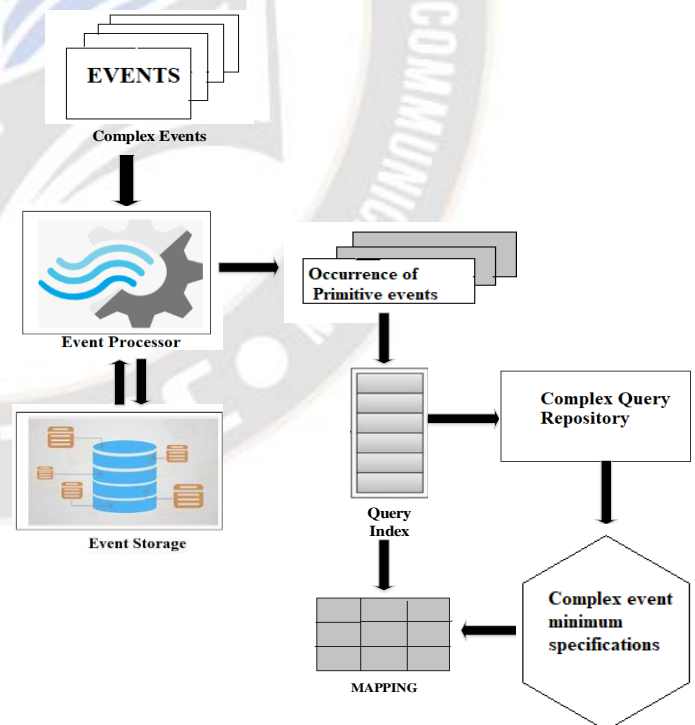 EVENTS
Complex Events
Event Processor
Occurrence of
Primitive events
Event Storage
Query
Index
Complex Query
Repository
Complex event
minimum
specifications
MAPPING
COMMUNIC